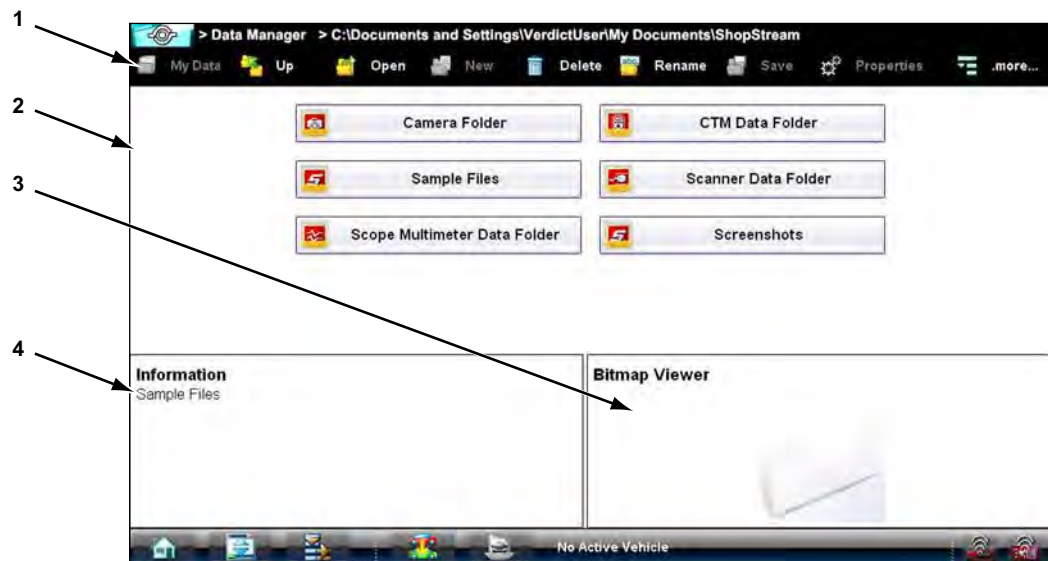 1
> Data Manager > C:\Documents and Settings\VerdictUser\My Documents\ShopStream
My Data Up Open New Delete Rename Save Properties .more...
2
Camera Folder CTM Data Folder
3
Sample Files Scanner Data Folder
Scope Multimeter Data Folder Screenshots
4
Information Bitmap Viewer
Sample Files
No Active Vehicle